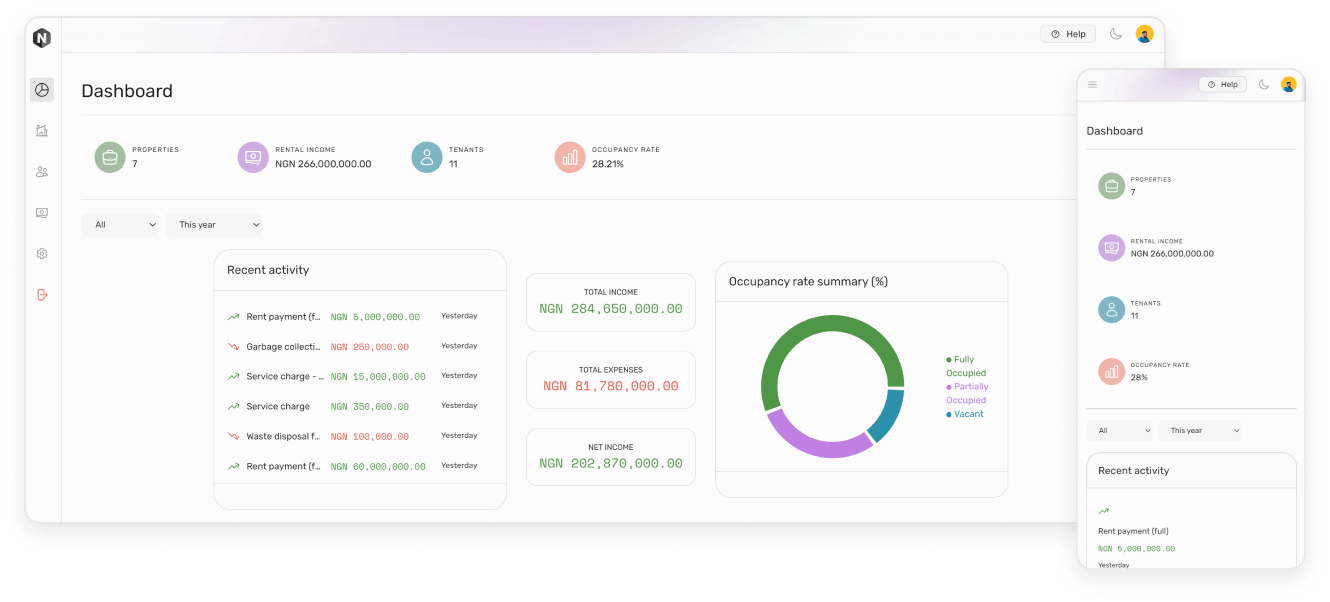 N
Help
Dashboard
PROPERTIES
7
RENTAL INCOME
NGN 266,000,000.00
TENANTS
11
OCCUPANCY RATE
28.21%
All
This year
Recent activity
Rent payment (f... NGN 5,000,000.00 Yesterday
Garbage collecti... NGN 250,000.00 Yesterday
Service charge - ... NGN 15,000,000.00 Yesterday
Service charge NGN 350,000.00 Yesterday
Waste disposal f... NGN 100,000.00 Yesterday
Rent payment (f... NGN 60,000,000.00 Yesterday
TOTAL INCOME
NGN 284,650,000.00
TOTAL EXPENSES
NGN 81,780,000.00
NET INCOME
NGN 202,870,000.00
Occupancy rate summary (%)
Fully
Occupied
Partially
Occupied
Vacant
Help
Dashboard
PROPERTIES
7
RENTAL INCOME
NGN 266,000,000.00
TENANTS
11
OCCUPANCY RATE
28%
All
This year
Recent activity
Rent payment (full)
NGN 5,000,000.00
Yesterday